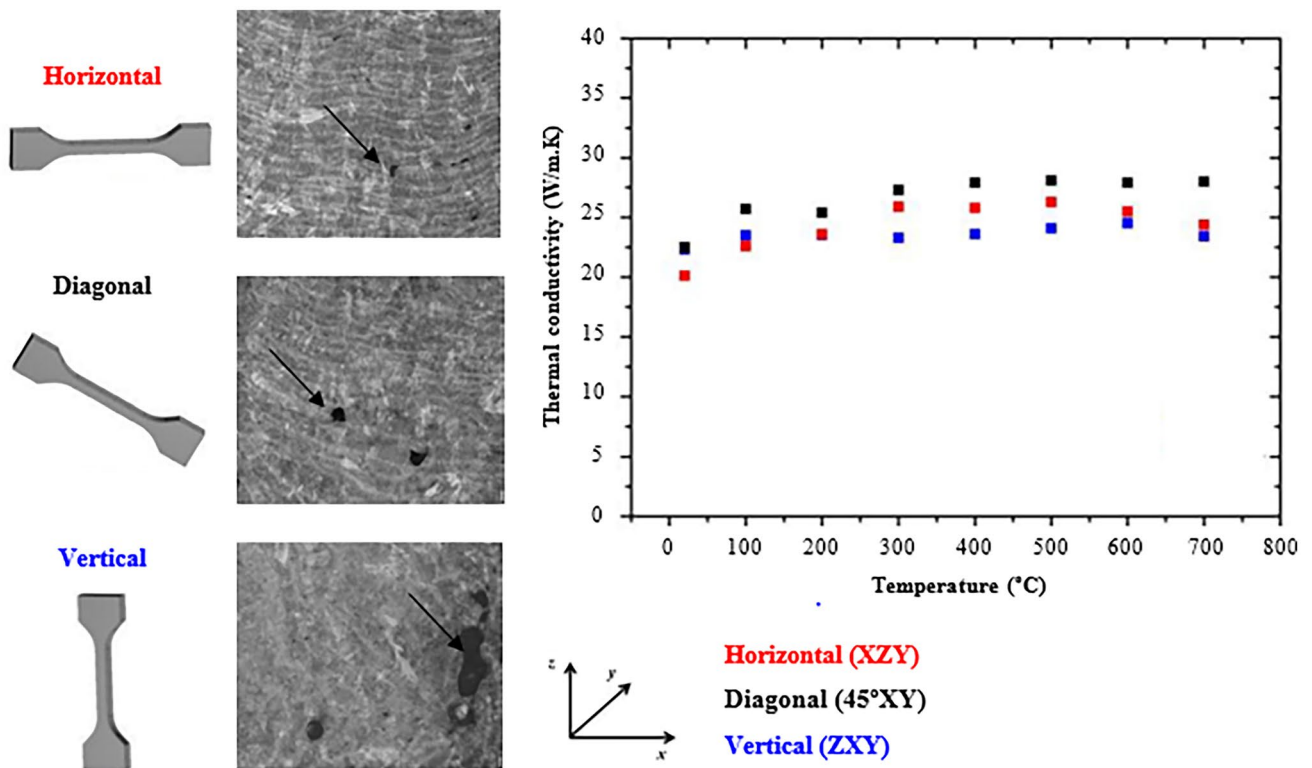 Horizontal
Diagonal
Vertical
Thermal conductivity (W/m.K)
40
35
30
25
20
15
10
5
0
0 100 200 300 400 500 600 700 800
Temperature (°C)
z
y
x
Horizontal (XZY)
Diagonal (45°XY)
Vertical (ZXY)